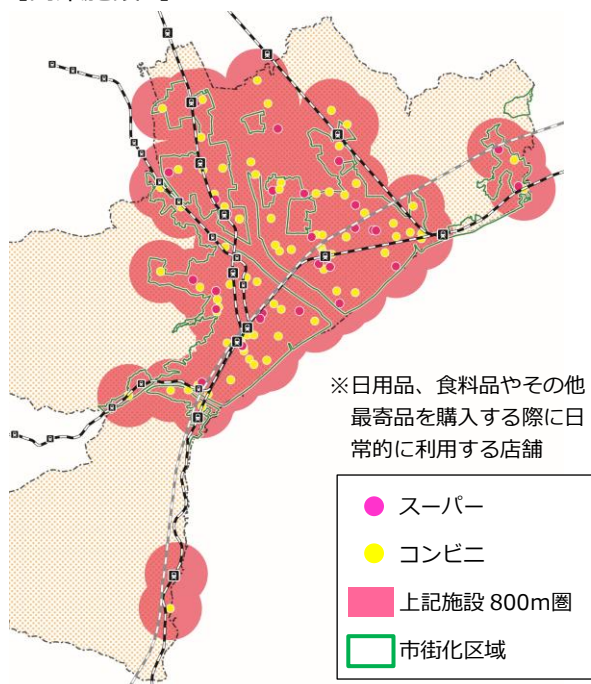 ※日用品、食料品やその他
最寄品を購入する際に日
常的に利用する店舗
スーパー
コンビニ
上記施設 800m圏
市街化区域